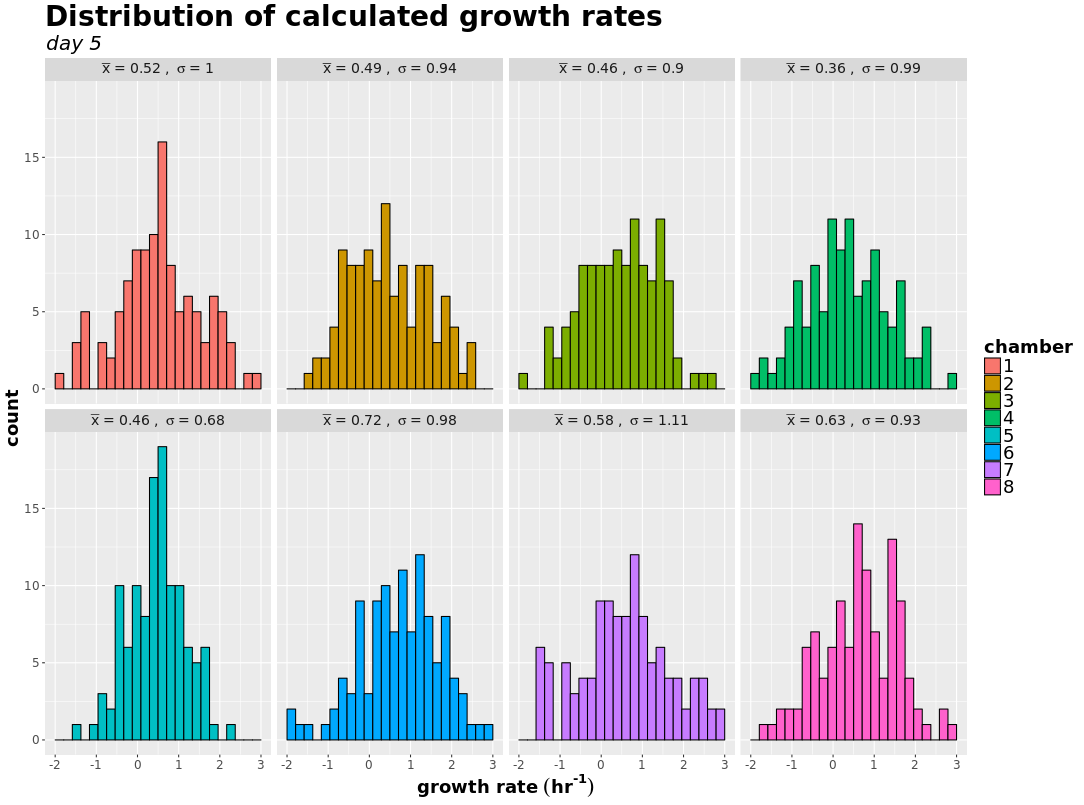 Distribution of calculated growth rates
day 5
x̅ = 0.52 , σ = 1
x̅ = 0.49 , σ = 0.94
x̅ = 0.46 , σ = 0.9
x̅ = 0.36 , σ = 0.99
15
10
5
0
x̅ = 0.46 , σ = 0.68
x̅ = 0.72 , σ = 0.98
x̅ = 0.58 , σ = 1.11
x̅ = 0.63 , σ = 0.93
15
10
5
0
-2 -1 0 1 2 3
-2 -1 0 1 2 3
-2 -1 0 1 2 3
-2 -1 0 1 2 3
count
growth rate (hr⁻¹)
chamber
1
2
3
4
5
6
7
8